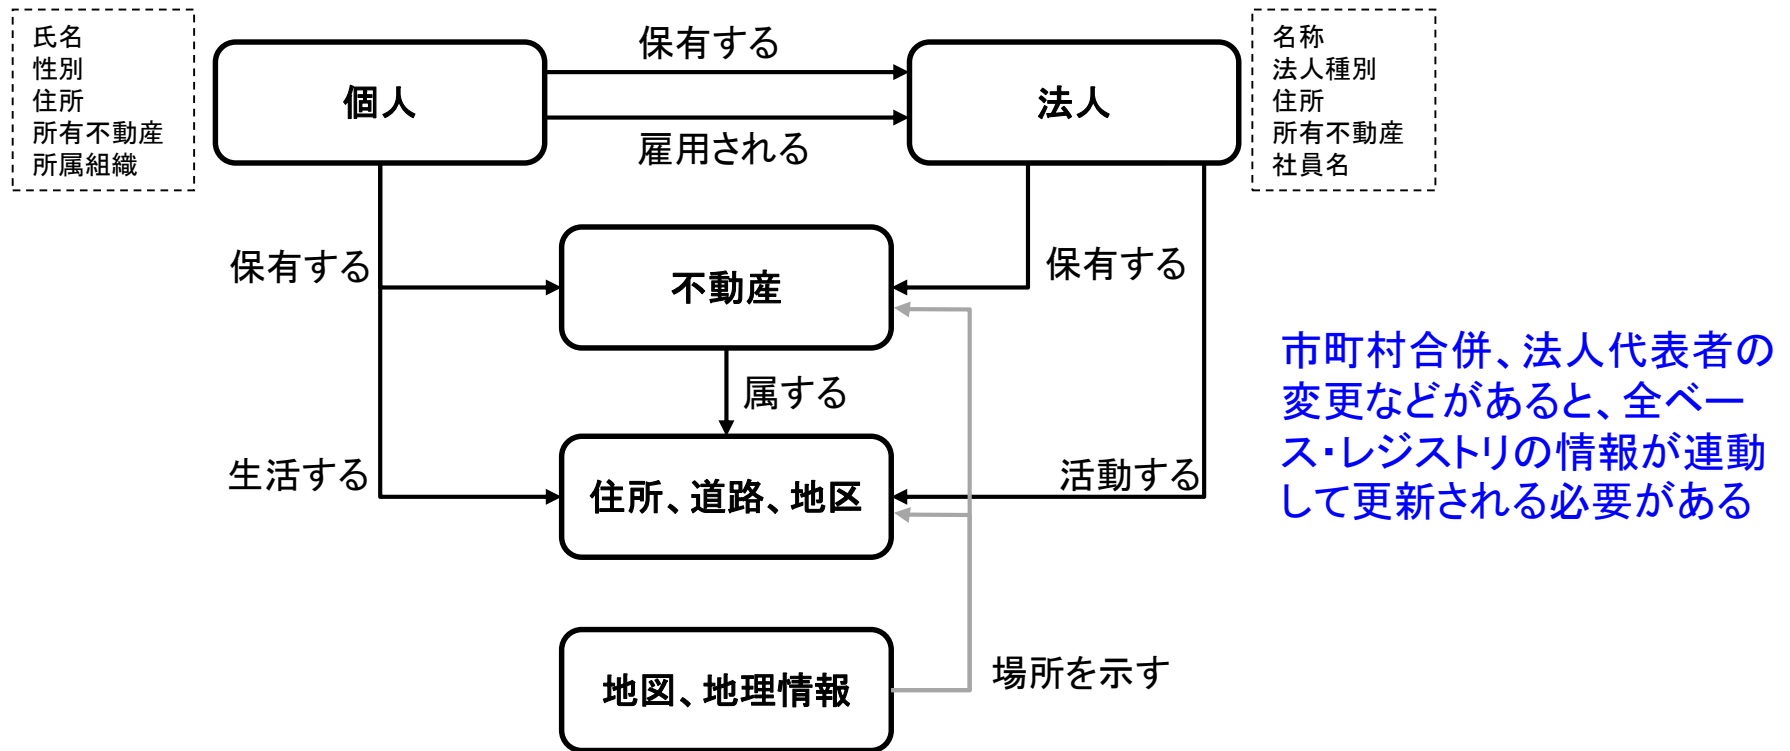 氏名
性別
住所
所有不動産
所属組織
個人
保有する
雇用される
法人
名称
法人種別
住所
所有不動産
社員名
保有する
不動産
保有する
属する
生活する
住所、道路、地区
活動する
地図、地理情報
場所を示す
市町村合併、法人代表者の
変更などがあると、全ベー
ス・レジストリの情報が連動
して更新される必要がある